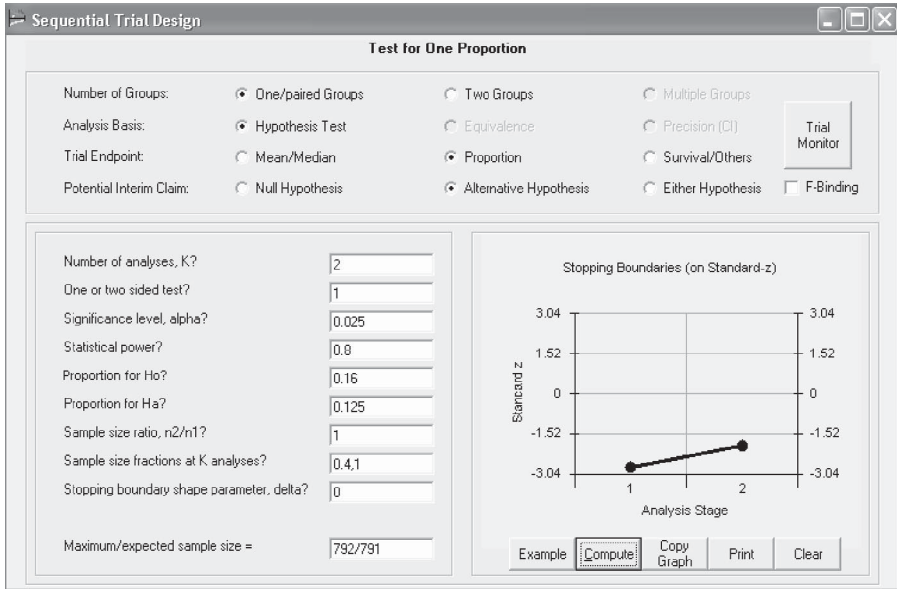 Sequential Trial Design
Test for One Proportion
Number of Groups: One/paired Groups Two Groups Multiple Groups
Analysis Basis: Hypothesis Test Equivalence Precision (CI)
Trial Endpoint: Mean/Median Proportion Survival/Others
Potential Interim Claim: Null Hypothesis Alternative Hypothesis Either Hypothesis F-Binding
Trial
Monitor
Number of analyses, K? 2
One or two sided test? 1
Significance level, alpha? 0.025
Statistical power? 0.8
Proportion for Ho? 0.16
Proportion for Ha? 0.125
Sample size ratio, n2/n1? 1
Sample size fractions at K analyses? 0.4,1
Stopping boundary shape parameter, delta? 0
Maximum/expected sample size = 792/791
Stopping Boundaries (on Standard-z)
3.04 3.04
1.52 1.52
0 0
-1.52 -1.52
-3.04 -3.04
Standard z
1 2
Analysis Stage
Example Compute Copy Graph Print Clear